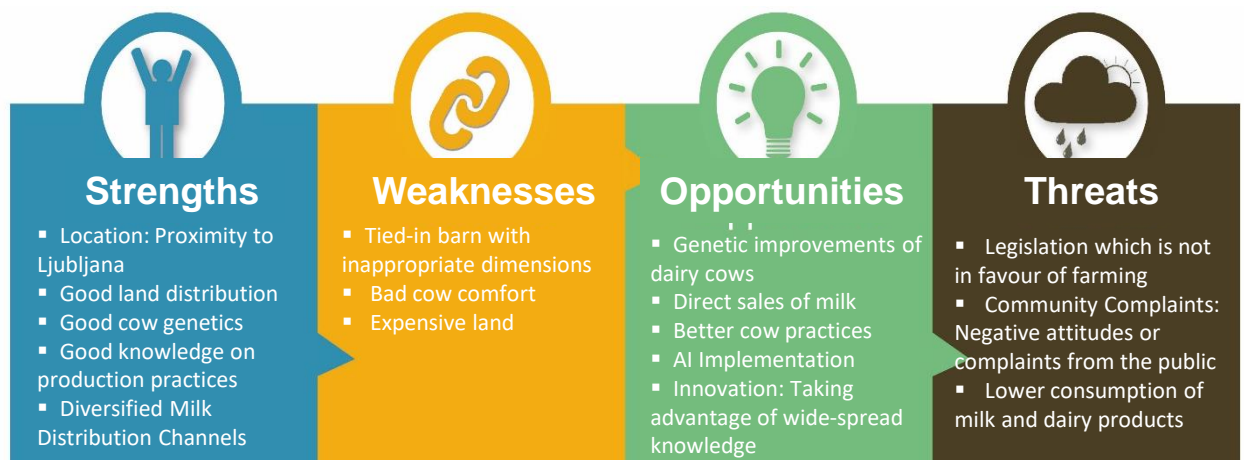 Strengths
▪ Location: Proximity to
Ljubljana
▪ Good land distribution
▪ Good cow genetics
▪ Good knowledge on
production practices
▪ Diversified Milk
Distribution Channels
Weaknesses
▪ Tied-in barn with
inappropriate dimensions
▪ Bad cow comfort
▪ Expensive land
Opportunities
▪ Genetic improvements of
dairy cows
▪ Direct sales of milk
▪ Better cow practices
▪ AI Implementation
▪ Innovation: Taking
advantage of wide-spread
knowledge
Threats
▪ Legislation which is not
in favour of farming
▪ Community Complaints:
Negative attitudes or
complaints from the public
▪ Lower consumption of
milk and dairy products